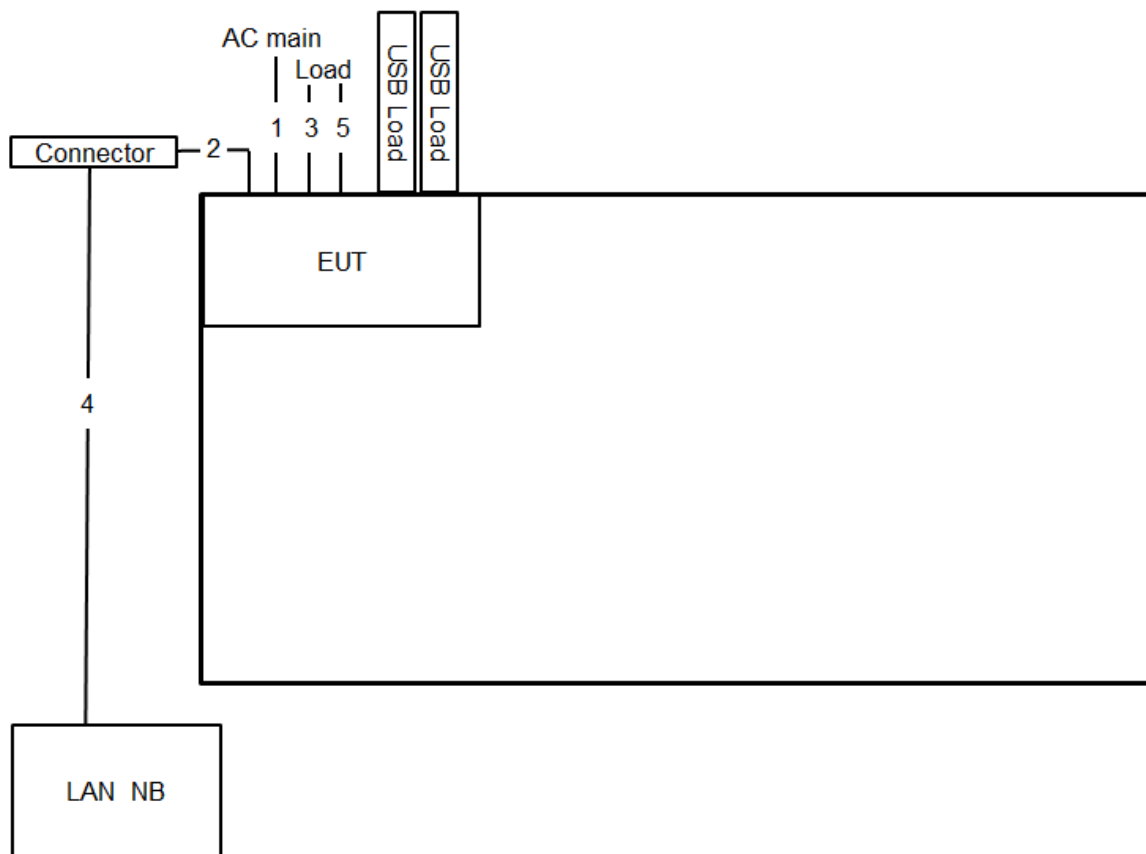 AC main
Load
USB Load
USB Load
1 3 5
Connector
2
EUT
4
LAN NB